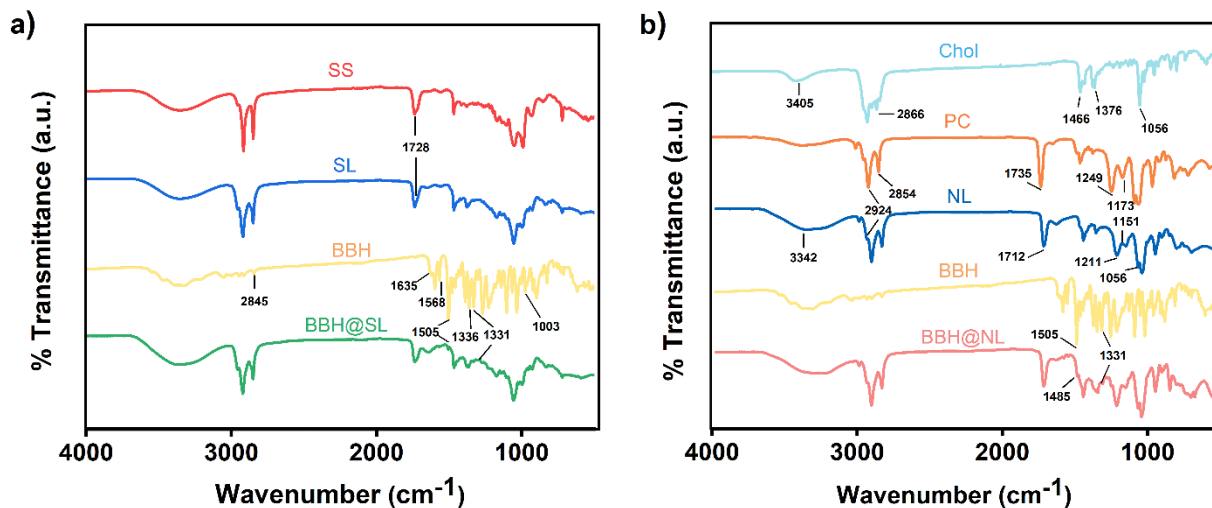 a)
% Transmittance (a.u.)
SS
1728
SL
BBH
2845
1635
1568
1505
1336
1331
1003
BBH@SL
4000 3000 2000 1000
Wavenumber (cm-1)
b)
% Transmittance (a.u.)
Chol
3405
2866
1466
1376
1056
PC
2924
2854
1735
1249
1173
1151
NL
3342
1712
1211
1056
BBH
1505
1331
BBH@NL
1485
4000 3000 2000 1000
Wavenumber (cm-1)